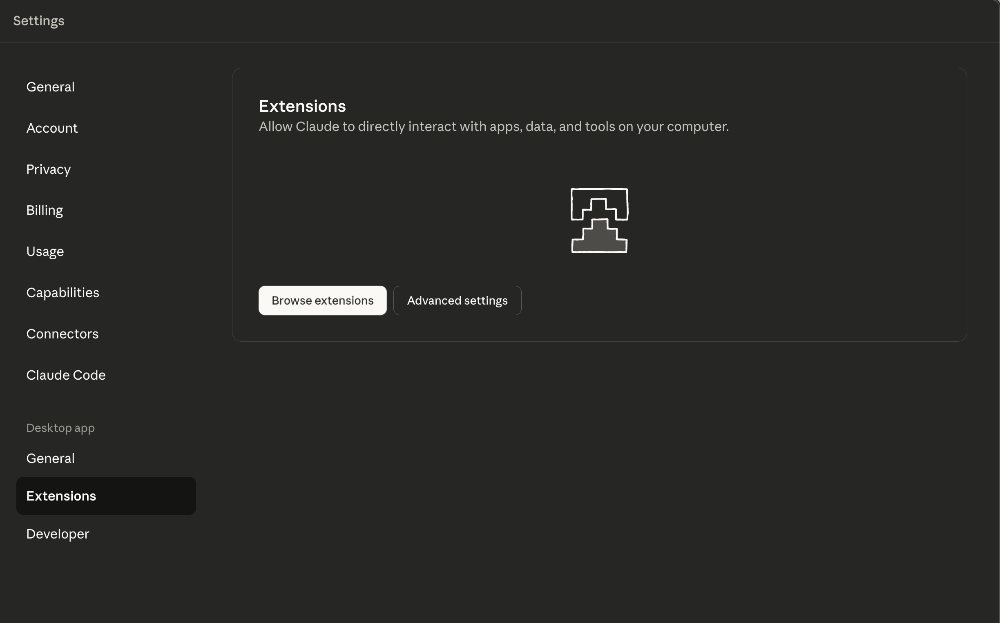 Settings
General
Account
Privacy
Billing
Usage
Capabilities
Connectors
Claude Code
Desktop app
General
Extensions
Developer
Extensions
Allow Claude to directly interact with apps, data, and tools on your computer.
Browse extensions
Advanced settings